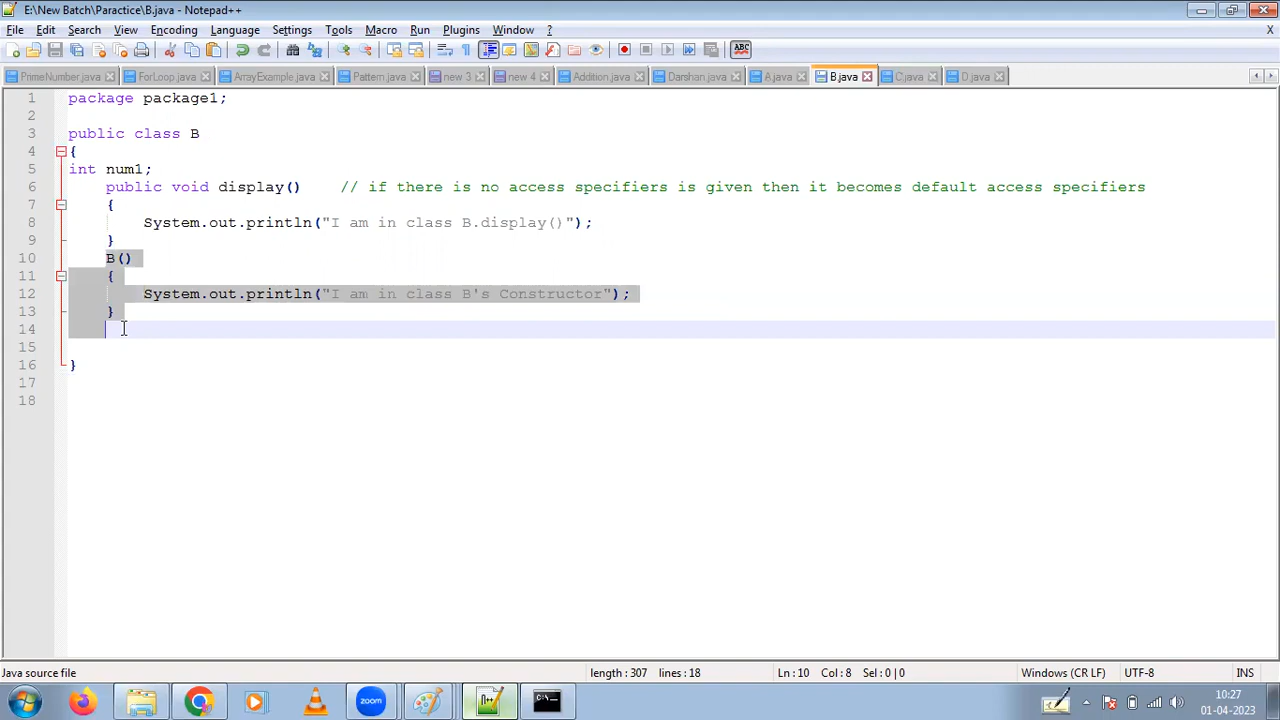 E:\New Batch\Paractice\B.java - Notepad++
File Edit Search View Encoding Language Settings Tools Macro Run Plugins Window ? X
ABC
PrimeNumber.java ForLoop.java ArrayExample.java Pattern.java new 3 new 4 Addition.java Darshan.java A.java B.java C.java D.java
1 package package1;
2
3 public class B
4 {
5 int num1;
6 public void display() // if there is no access specifiers is given then it becomes default access specifiers
7 {
8 System.out.println("I am in class B.display()");
9 }
10 B()
11 {
12 System.out.println("I am in class B's Constructor");
13 }
14
15
16 }
17
18
Java source file length : 307 lines : 18 Ln : 10 Col : 8 Sel : 0 | 0 Windows (CR LF) UTF-8 INS
zoom
10:27
01-04-2023